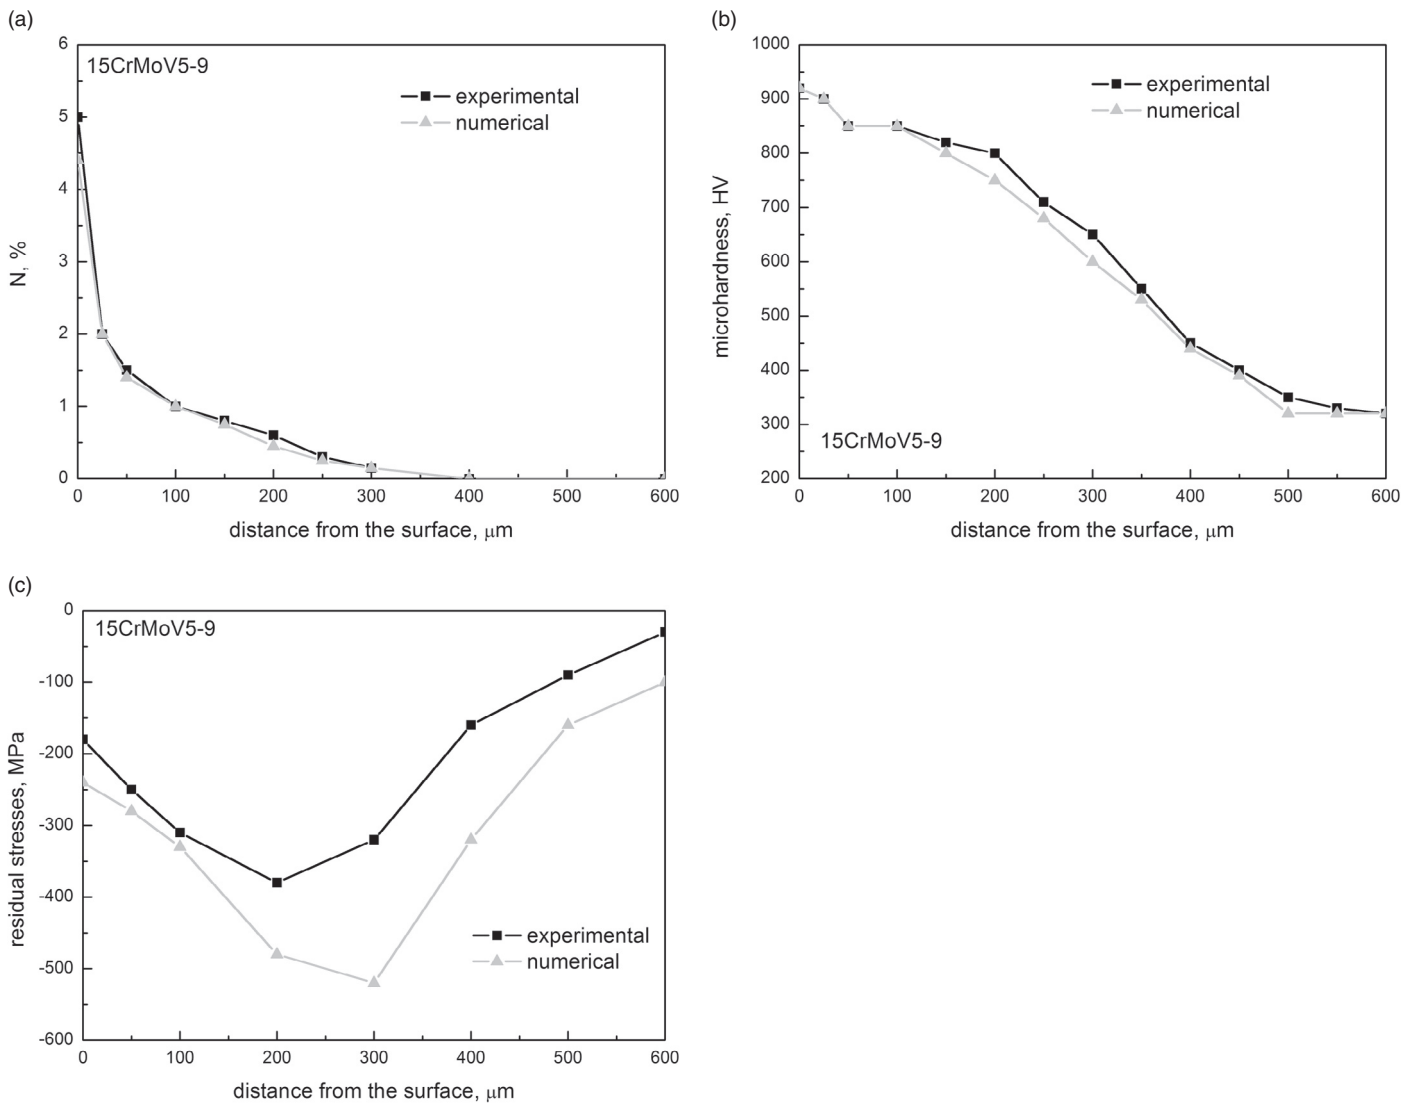 (a)
6
5
4
3
2
1
0
N, %
15CrMoV5-9
experimental
numerical
0 100 200 300 400 500 600
distance from the surface, μm
(b)
1000
900
800
700
600
500
400
300
200
microhardness, HV
experimental
numerical
15CrMoV5-9
0 100 200 300 400 500 600
distance from the surface, μm
(c)
0
-100
-200
-300
-400
-500
-600
residual stresses, MPa
15CrMoV5-9
experimental
numerical
0 100 200 300 400 500 600
distance from the surface, μm